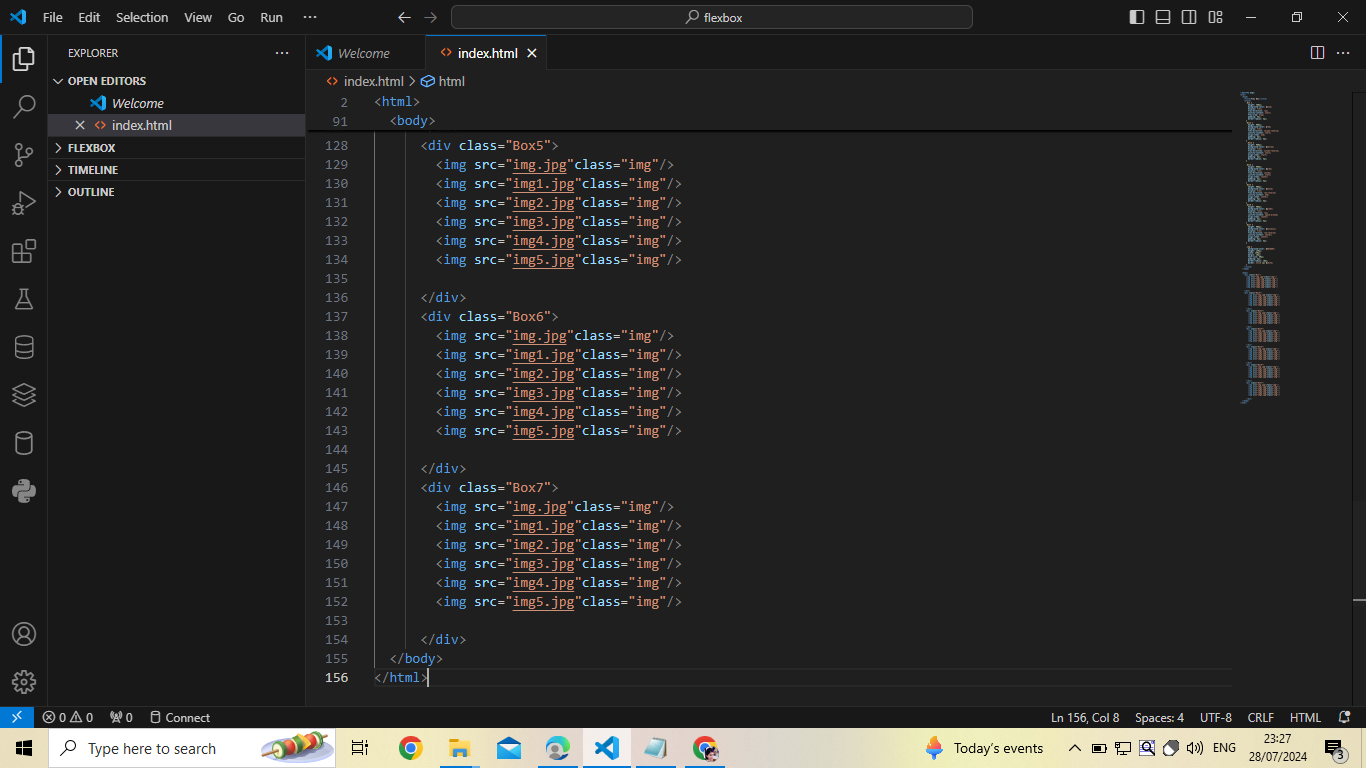 File Edit Selection View Go Run ···
flexbox
EXPLORER ···
OPEN EDITORS
Welcome
index.html
FLEXBOX
TIMELINE
OUTLINE
Welcome
index.html
index.html > html
2 <html>
91 <body>
128 <div class="Box5">
129 <img src="img.jpg"class="img"/>
130 <img src="img1.jpg"class="img"/>
131 <img src="img2.jpg"class="img"/>
132 <img src="img3.jpg"class="img"/>
133 <img src="img4.jpg"class="img"/>
134 <img src="img5.jpg"class="img"/>
135
136 </div>
137 <div class="Box6">
138 <img src="img.jpg"class="img"/>
139 <img src="img1.jpg"class="img"/>
140 <img src="img2.jpg"class="img"/>
141 <img src="img3.jpg"class="img"/>
142 <img src="img4.jpg"class="img"/>
143 <img src="img5.jpg"class="img"/>
144
145 </div>
146 <div class="Box7">
147 <img src="img.jpg"class="img"/>
148 <img src="img1.jpg"class="img"/>
149 <img src="img2.jpg"class="img"/>
150 <img src="img3.jpg"class="img"/>
151 <img src="img4.jpg"class="img"/>
152 <img src="img5.jpg"class="img"/>
153
154 </div>
155 </body>
156 </html>
0 0 0 Connect Ln 156, Col 8 Spaces: 4 UTF-8 CRLF HTML
Type here to search Today's events ENG
23:27
28/07/2024
3